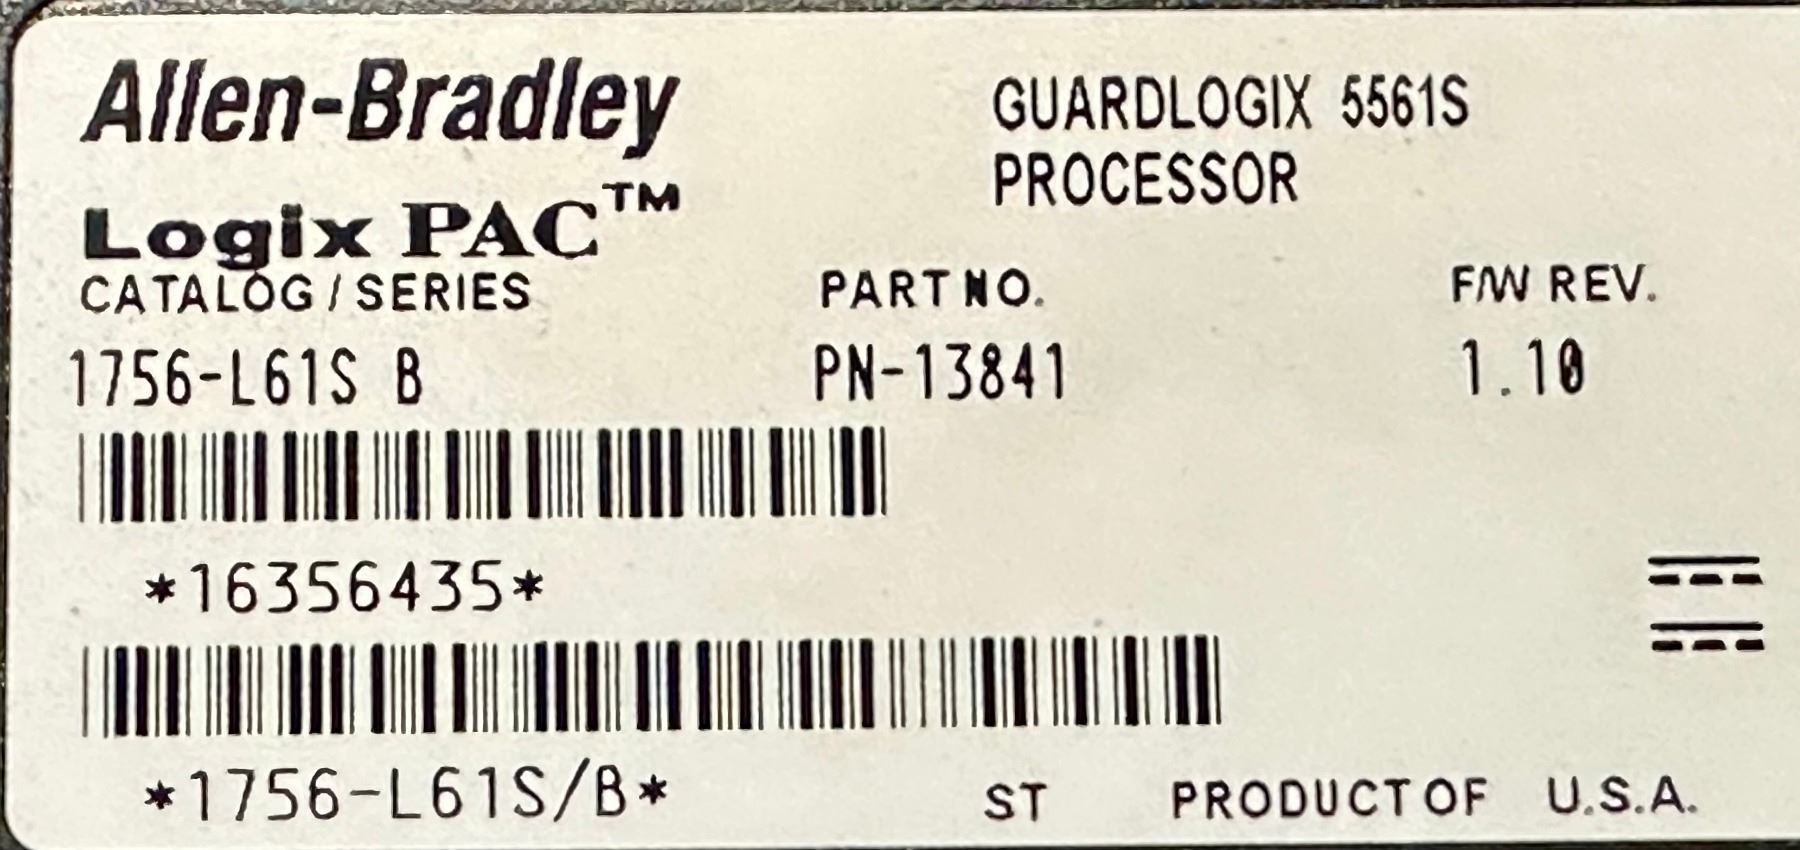 Allen-Bradley
GUARDLOGIX 5561S
PROCESSOR
Logix PAC™
CATALOG / SERIES PART NO. F/W REV.
1756-L61S B PN-13841 1.10
*16356435*
*1756-L61S/B* ST PRODUCT OF U.S.A.